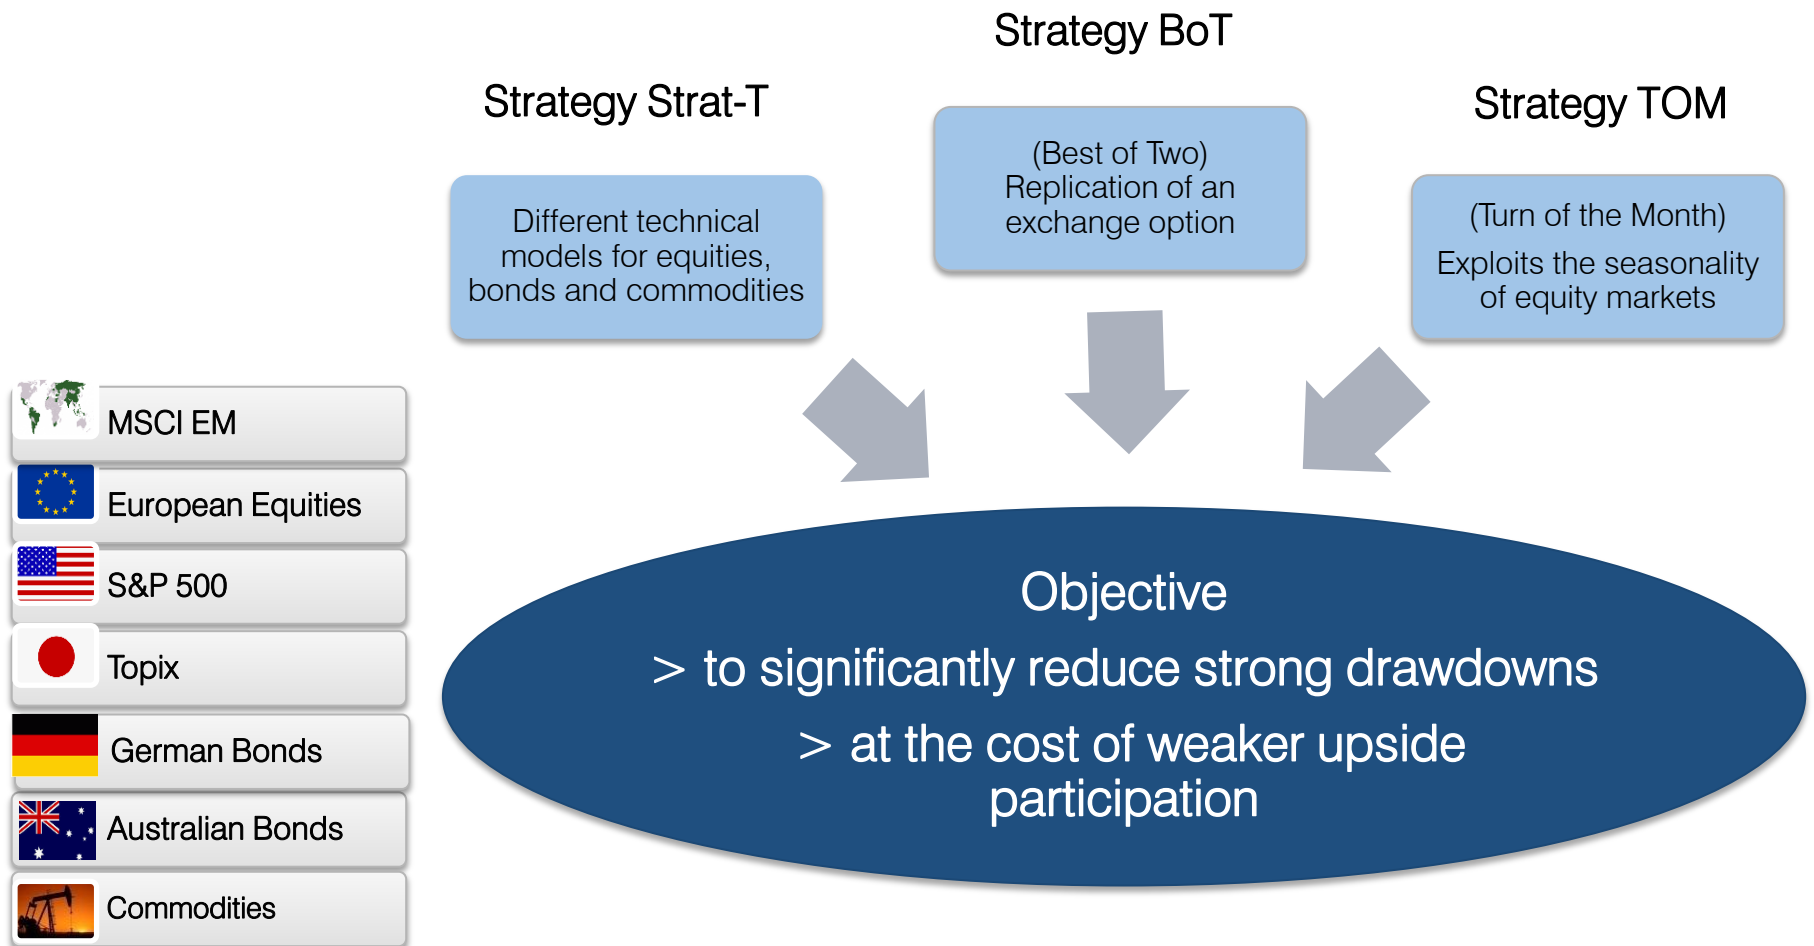 Strategy BoT
Strategy Strat-T
Strategy TOM
(Best of Two)
Replication of an
exchange option
Different technical
models for equities,
bonds and commodities
(Turn of the Month)
Exploits the seasonality
of equity markets
MSCI EM
European Equities
S&P 500
Topix
German Bonds
Australian Bonds
Commodities
Objective
> to significantly reduce strong drawdowns
> at the cost of weaker upside
participation